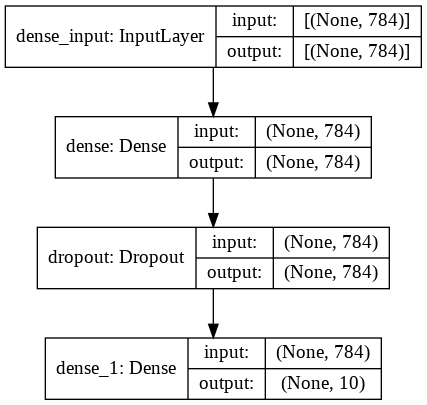 dense_input: InputLayer
input:
[(None, 784)]
output:
[(None, 784)]
dense: Dense
input:
(None, 784)
output:
(None, 784)
dropout: Dropout
input:
(None, 784)
output:
(None, 784)
dense_1: Dense
input:
(None, 784)
output:
(None, 10)